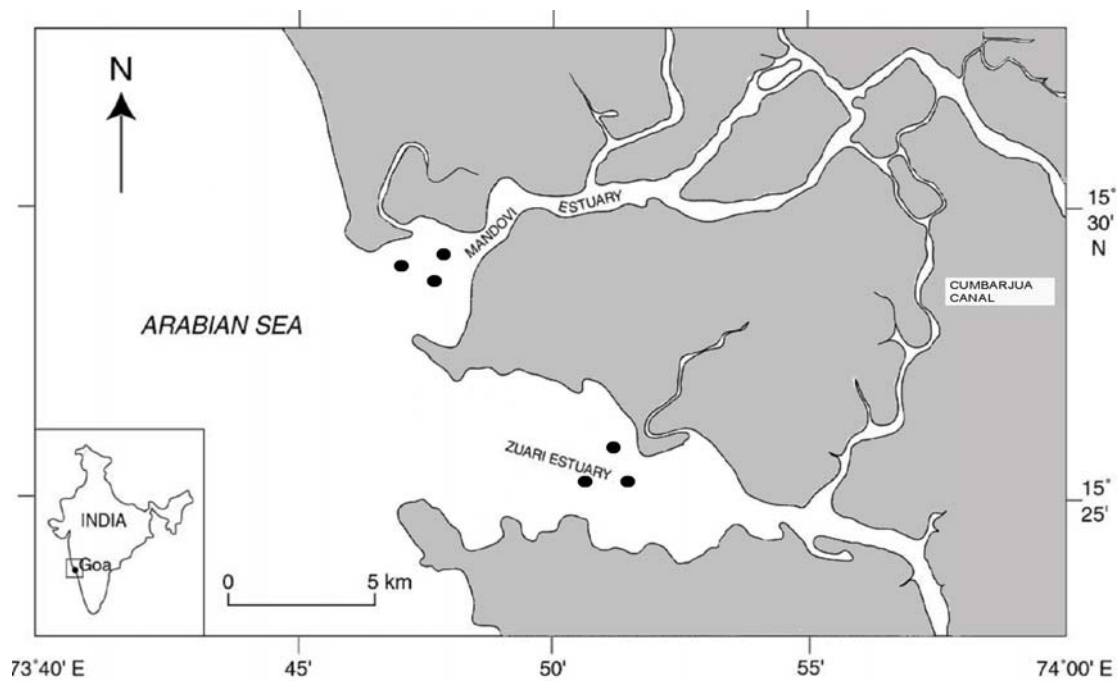 N
MANDOVI
ESTUARY
15°
30'
N
CUMBARJUA
CANAL
ARABIAN SEA
ZUARI ESTUARY
15°
25'
INDIA
Goa
0 5 km
73°40' E 45' 50' 55' 74°00' E